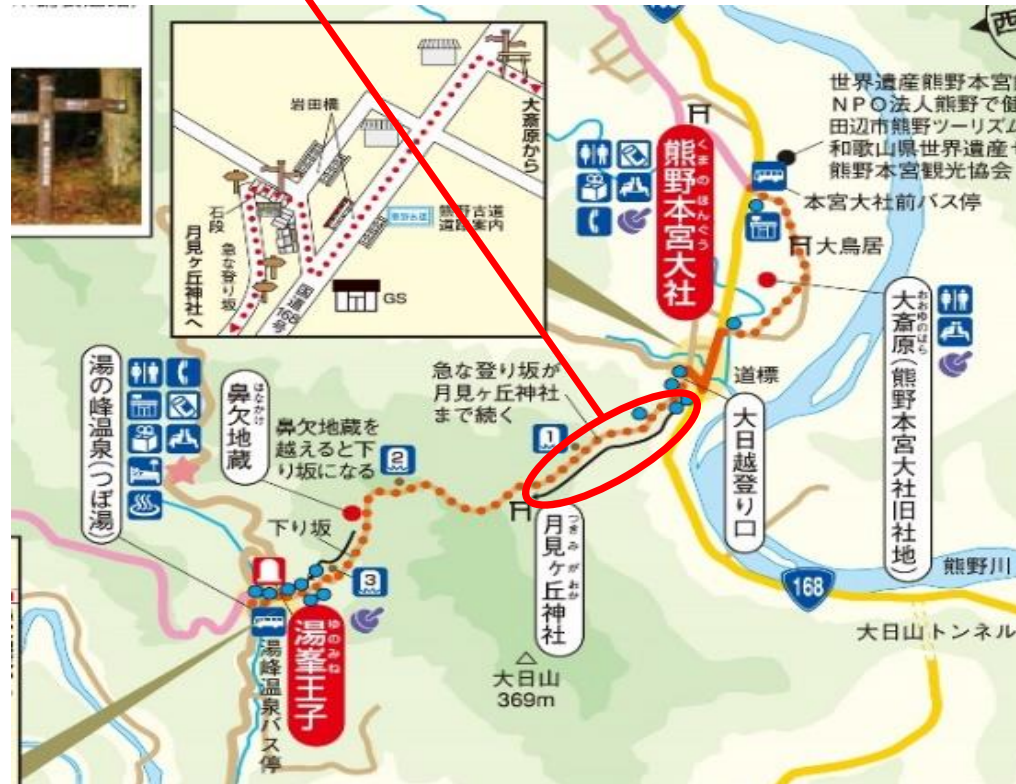 西
世界遺産熊野本宮
NPO法人熊野で健
田辺市熊野ツーリズム
和歌山県世界遺産
熊野本宮観光協会
本宮大社前バス停
大鳥居
岩田橋
大斎原から
石段
急な登り坂
月見ヶ丘神社へ
国道168号
熊野古道
道路案内
GS
熊野本宮大社
くまのほんぐう
大斎原(熊野本宮大社旧社地)
おおゆのはら
道標
大日越登り口
急な登り坂が
月見ヶ丘神社
まで続く
1
月見ヶ丘神社
つきみがおか
2
鼻欠地蔵
はなかけ
鼻欠地蔵を
越えると下
り坂になる
下り坂
3
湯の峰温泉(つぼ湯)
湯峯王子
ゆのみね
湯峰温泉バス停
大日山
369m
168
熊野川
大日山トンネル